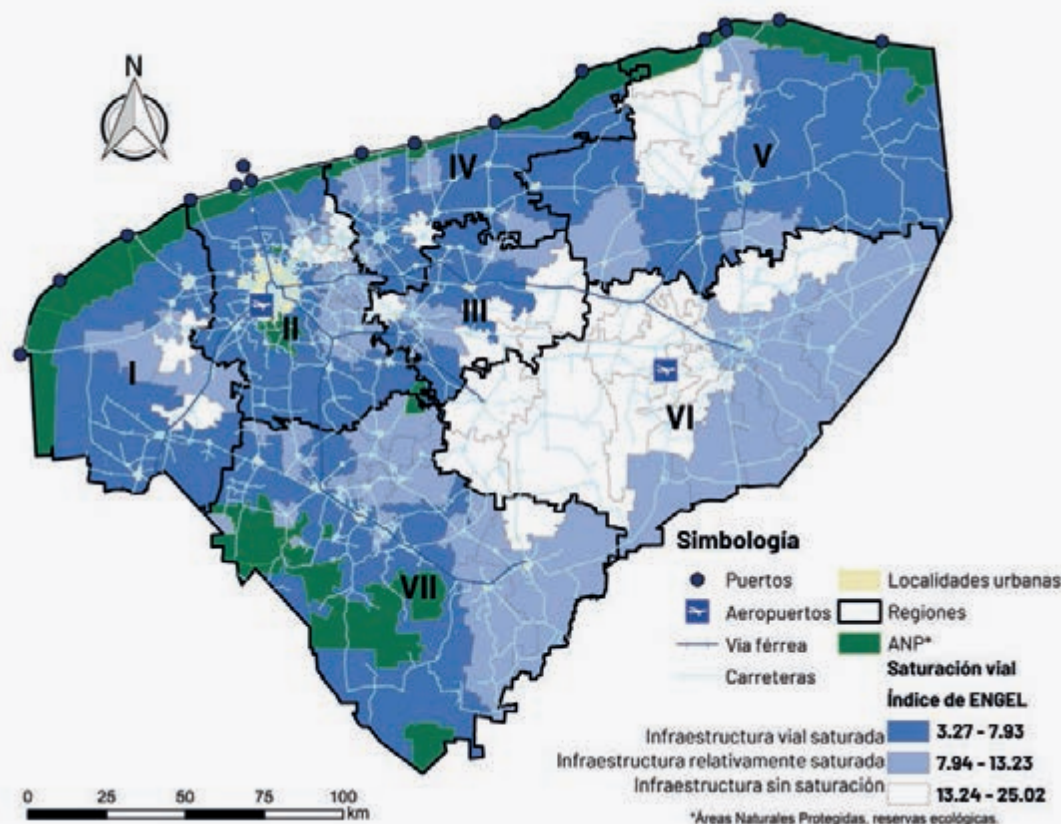 N
IV
V
II
III
I
VI
VII
Simbología
Puertos
Localidades urbanas
Aeropuertos
Regiones
Vía férrea
ANP*
Carreteras
Saturación vial
Índice de ENGEL
Infraestructura vial saturada 3.27 - 7.93
Infraestructura relativamente saturada 7.94 - 13.23
Infraestructura sin saturación 13.24 - 25.02
*Áreas Naturales Protegidas, reservas ecológicas.
0 25 50 75 100
km